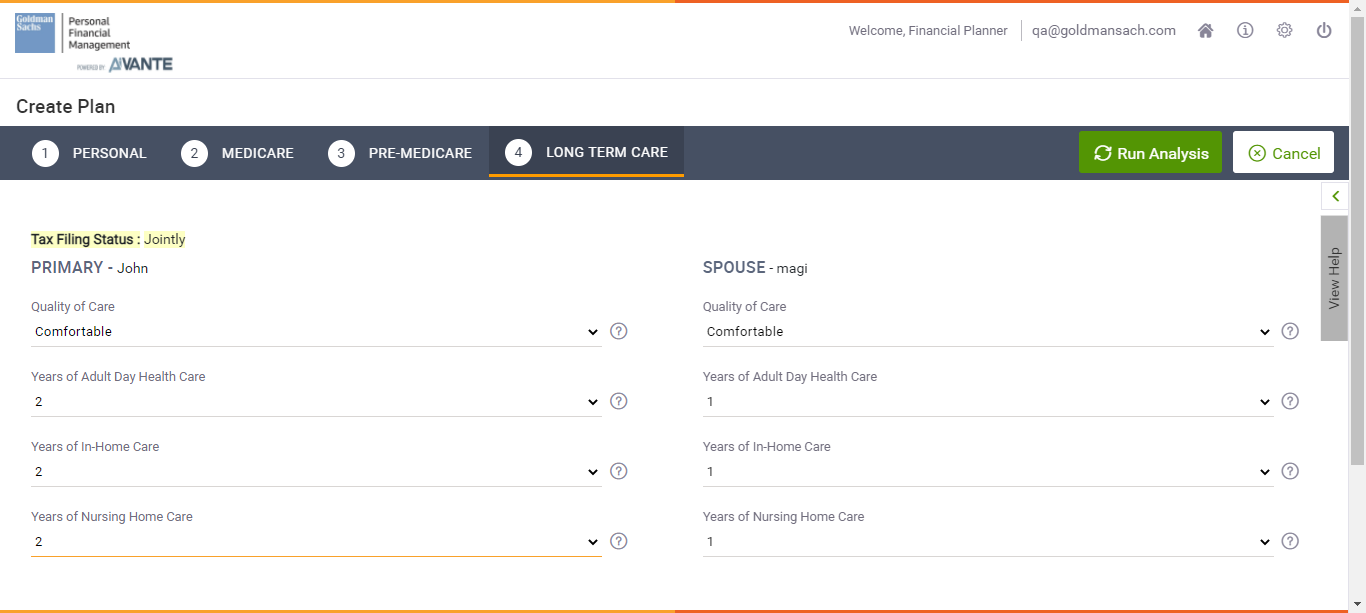 Goldman
Sachs
Personal
Financial
Management
POWERED BY AIVANTE
Welcome, Financial Planner
qa@goldmansach.com
Create Plan
1 PERSONAL
2 MEDICARE
3 PRE-MEDICARE
4 LONG TERM CARE
Run Analysis
Cancel
View Help
Tax Filing Status : Jointly
PRIMARY - John
SPOUSE - magi
Quality of Care
Quality of Care
Comfortable
Comfortable
Years of Adult Day Health Care
Years of Adult Day Health Care
2
1
Years of In-Home Care
Years of In-Home Care
2
1
Years of Nursing Home Care
Years of Nursing Home Care
2
1